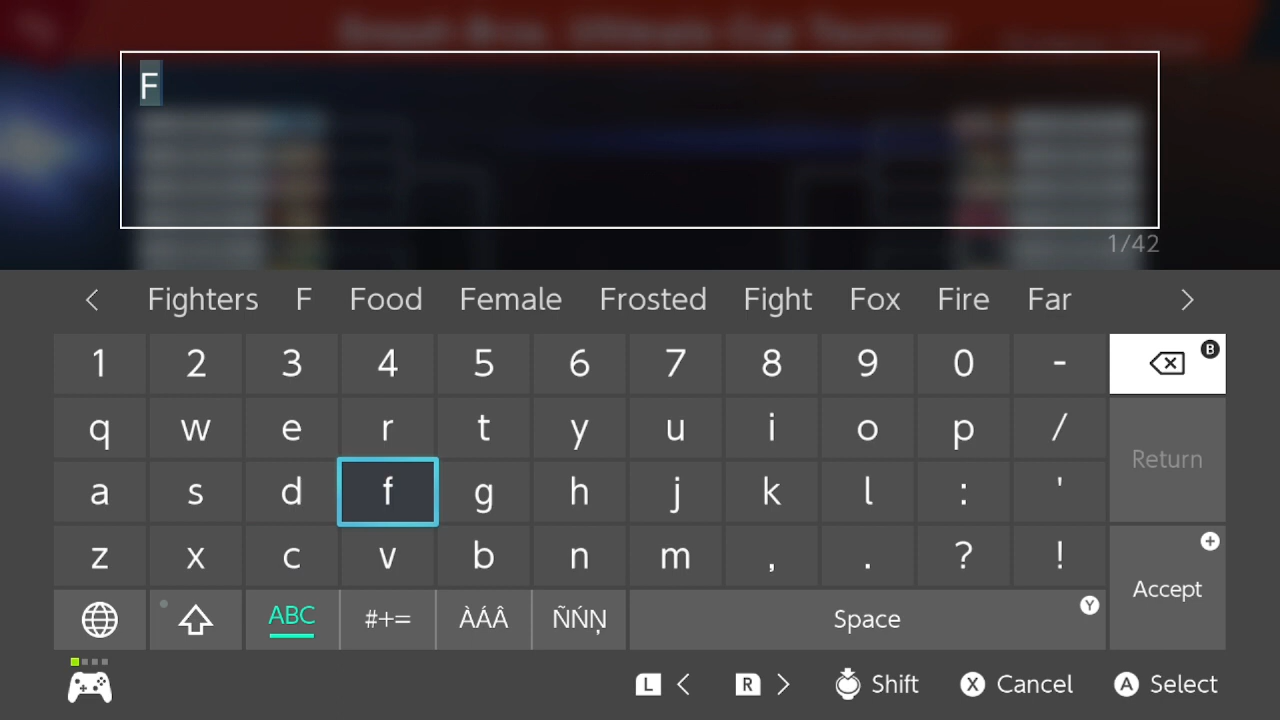 F
1/42
Fighters F Food Female Frosted Fight Fox Fire Far
1 2 3 4 5 6 7 8 9 0 - B
q w e r t y u i o p /
Return
a s d f g h j k l : '
z x c v b n m , . ? !
Accept
ABC #+= ÀÁÂ ÑŃŅ Space Y
L R Shift X Cancel A Select